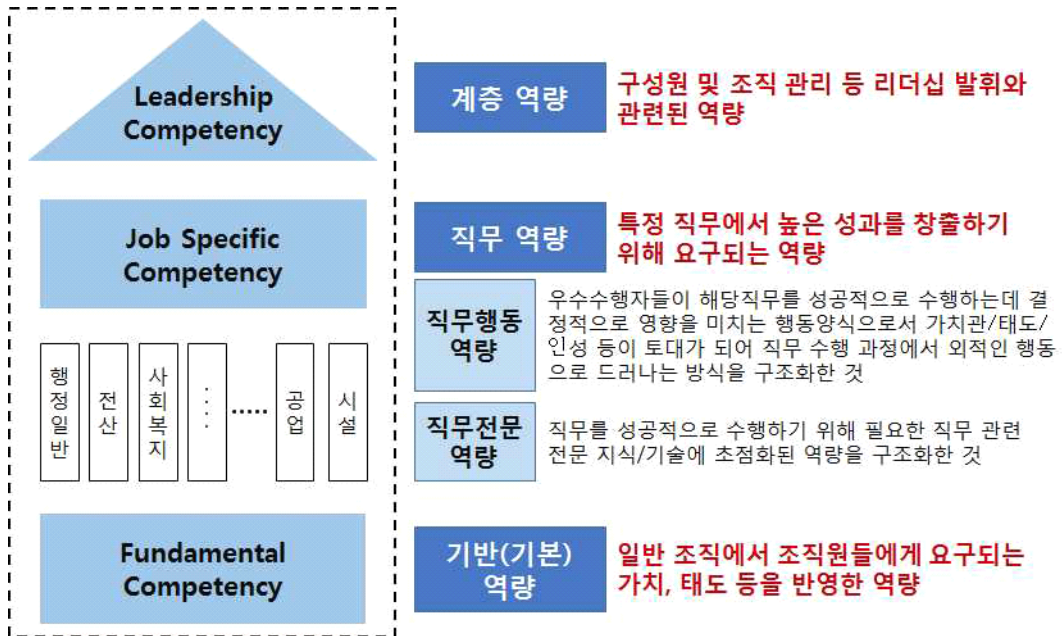 Leadership
Competency
계층 역량
구성원 및 조직 관리 등 리더십 발휘와
관련된 역량
Job Specific
Competency
직무 역량
특정 직무에서 높은 성과를 창출하기
위해 요구되는 역량
직무행동
역량
우수수행자들이 해당직무를 성공적으로 수행하는데 결
정적으로 영향을 미치는 행동양식으로서 가치관/태도/
인성 등이 토대가 되어 직무 수행 과정에서 외적인 행동
으로 드러나는 방식을 구조화한 것
행정일반
전산
사회복지
....
.....
공업
시설
직무전문
역량
직무를 성공적으로 수행하기 위해 필요한 직무 관련
전문 지식/기술에 초점화된 역량을 구조화한 것
Fundamental
Competency
기반(기본)
역량
일반 조직에서 조직원들에게 요구되는
가치, 태도 등을 반영한 역량